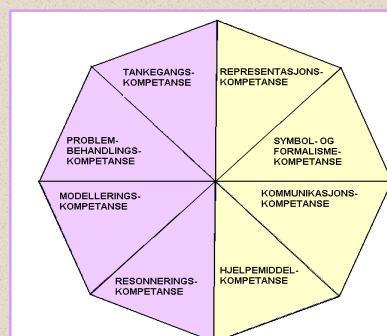 TANKEGANGS-
KOMPETANSE
REPRESENTASJONS-
KOMPETANSE
PROBLEM-
BEHANDLINGS-
KOMPETANSE
SYMBOL- OG
FORMALISME-
KOMPETANSE
MODELLERINGS-
KOMPETANSE
KOMMUNIKASJONS-
KOMPETANSE
RESONNERINGS-
KOMPETANSE
HJELPEMIDDEL-
KOMPETANSE